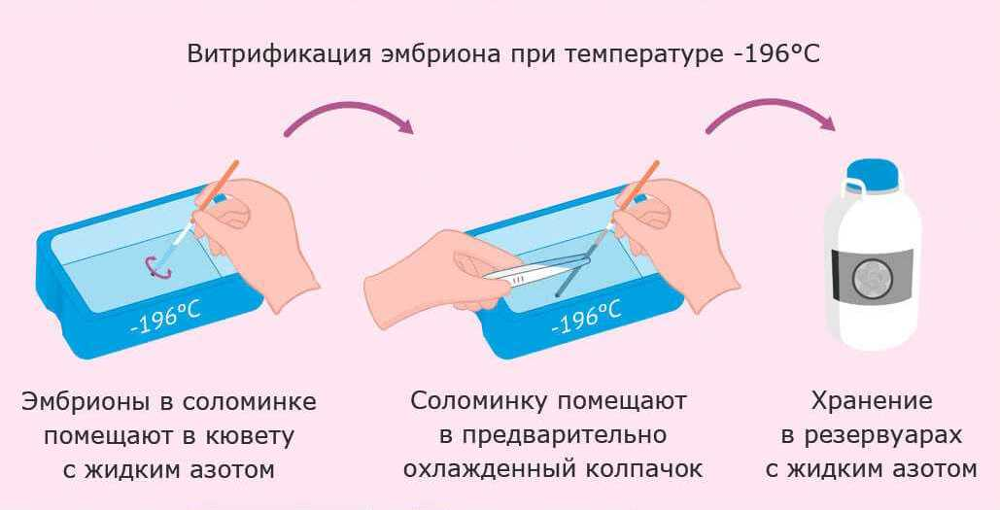 Витрификация эмбриона при температуре -196°C
-196°C
-196°C
Эмбрионы в соломинке
помещают в кювету
с жидким азотом
Соломинку помещают
в предварительно
охлажденный колпачок
Хранение
в резервуарах
с жидким азотом